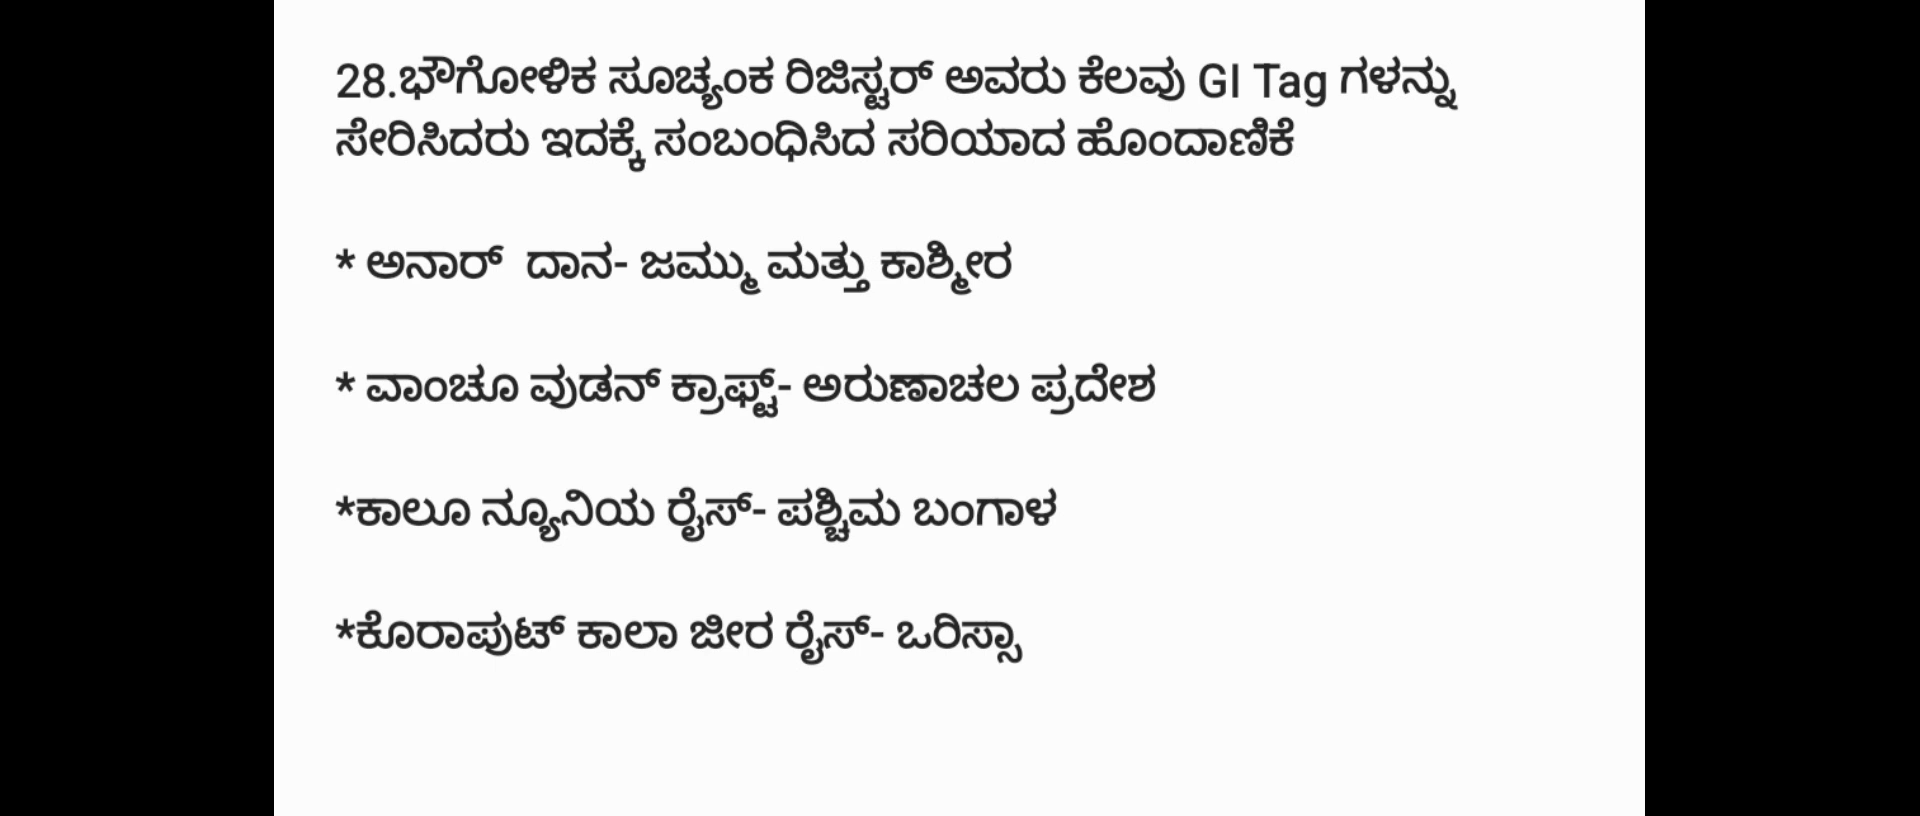 28.ಭೌಗೋಳಿಕ ಸೂಚ್ಯಂಕ ರಿಜಿಸ್ಟರ್ ಅವರು ಕೆಲವು GI Tag ಗಳನ್ನು
ಸೇರಿಸಿದರು ಇದಕ್ಕೆ ಸಂಬಂಧಿಸಿದ ಸರಿಯಾದ ಹೊಂದಾಣಿಕೆ
* ಅನಾರ್ ದಾನ- ಜಮ್ಮು ಮತ್ತು ಕಾಶ್ಮೀರ
* ವಾಂಚೂ ವುಡನ್ ಕ್ರಾಫ್ಟ್- ಅರುಣಾಚಲ ಪ್ರದೇಶ
*ಕಾಲೂ ನ್ಯೂನಿಯ ರೈಸ್- ಪಶ್ಚಿಮ ಬಂಗಾಳ
*ಕೊರಾಪುಟ್ ಕಾಲಾ ಜೀರ ರೈಸ್- ಒರಿಸ್ಸಾ